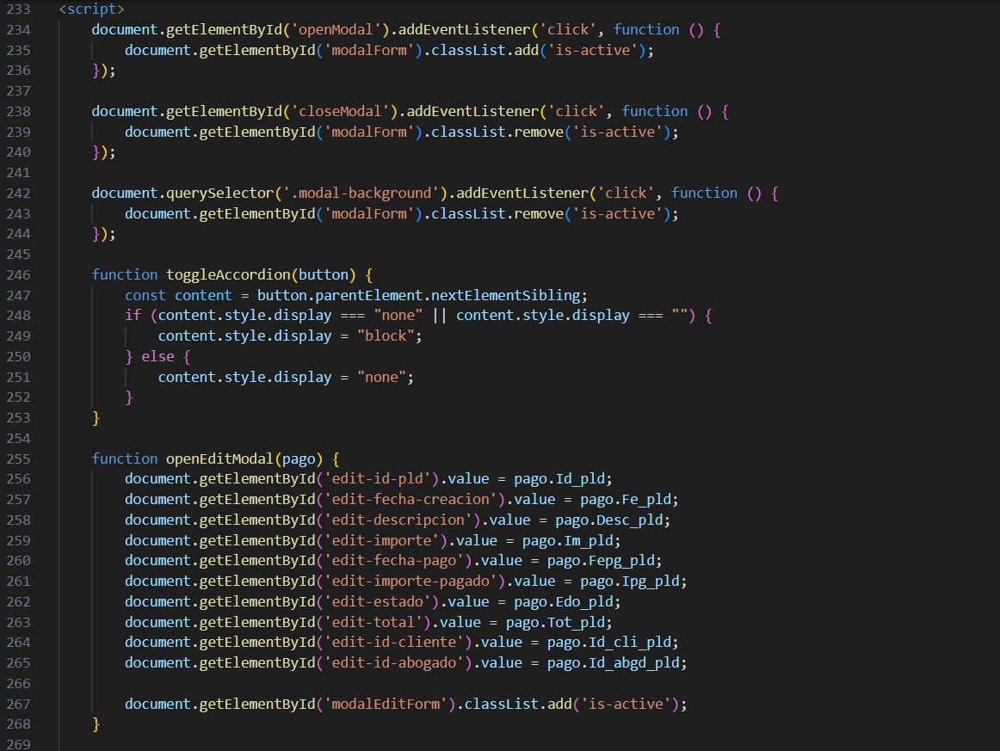 233 <script>
234     document.getElementById('openModal').addEventListener('click', function () {
235         document.getElementById('modalForm').classList.add('is-active');
236     });
237
238     document.getElementById('closeModal').addEventListener('click', function () {
239         document.getElementById('modalForm').classList.remove('is-active');
240     });
241
242     document.querySelector('.modal-background').addEventListener('click', function () {
243         document.getElementById('modalForm').classList.remove('is-active');
244     });
245
246     function toggleAccordion(button) {
247         const content = button.parentElement.nextElementSibling;
248         if (content.style.display === "none" || content.style.display === "") {
249             content.style.display = "block";
250         } else {
251             content.style.display = "none";
252         }
253     }
254
255     function openEditModal(pago) {
256         document.getElementById('edit-id-pld').value = pago.Id_pld;
257         document.getElementById('edit-fecha-creacion').value = pago.Fe_pld;
258         document.getElementById('edit-descripcion').value = pago.Desc_pld;
259         document.getElementById('edit-importe').value = pago.Im_pld;
260         document.getElementById('edit-fecha-pago').value = pago.Fepg_pld;
261         document.getElementById('edit-importe-pagado').value = pago.Ipg_pld;
262         document.getElementById('edit-estado').value = pago.Edo_pld;
263         document.getElementById('edit-total').value = pago.Tot_pld;
264         document.getElementById('edit-id-cliente').value = pago.Id_cli_pld;
265         document.getElementById('edit-id-abogado').value = pago.Id_abgd_pld;
266
267         document.getElementById('modalEditForm').classList.add('is-active');
268     }
269